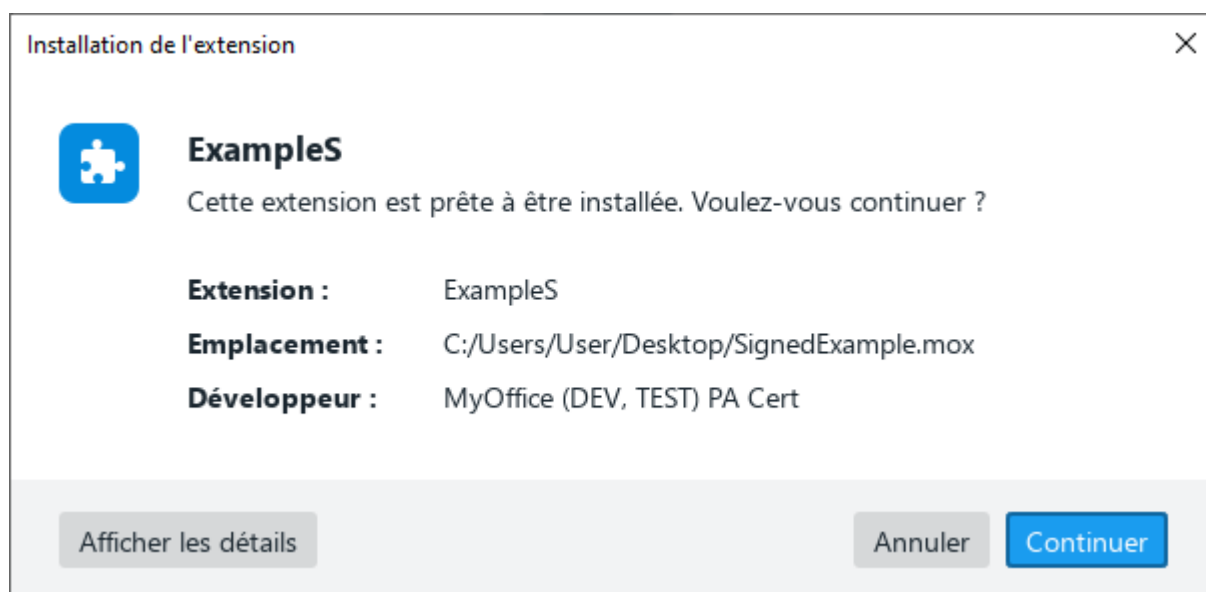 Installation de l'extension
ExampleS
Cette extension est prête à être installée. Voulez-vous continuer ?
Extension : ExampleS
Emplacement : C:/Users/User/Desktop/SignedExample.mox
Développeur : MyOffice (DEV, TEST) PA Cert
Afficher les détails Annuler Continuer